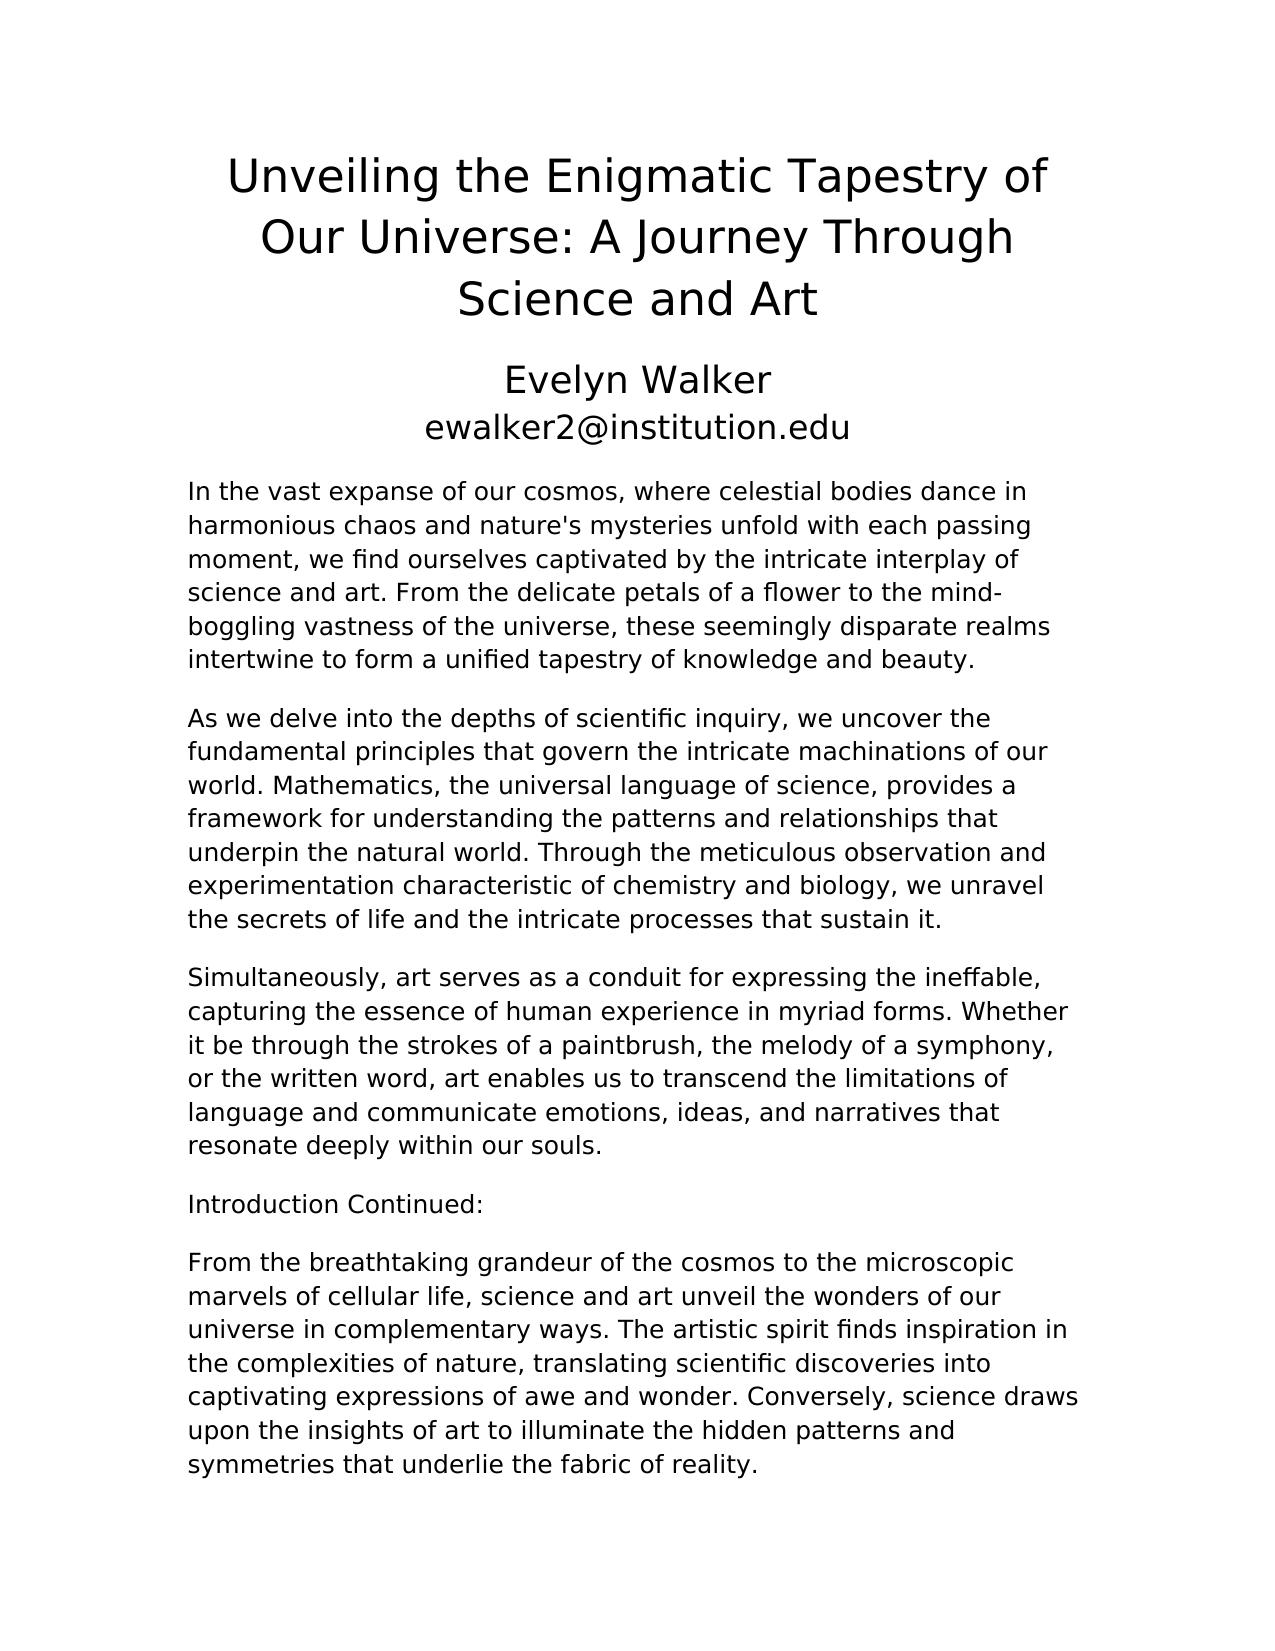 Unveiling the Enigmatic Tapestry of
Our Universe: A Journey Through
Science and Art
Evelyn Walker
ewalker2@institution.edu
In the vast expanse of our cosmos, where celestial bodies dance in
harmonious chaos and nature's mysteries unfold with each passing
moment, we find ourselves captivated by the intricate interplay of
science and art. From the delicate petals of a flower to the mind-
boggling vastness of the universe, these seemingly disparate realms
intertwine to form a unified tapestry of knowledge and beauty.
As we delve into the depths of scientific inquiry, we uncover the
fundamental principles that govern the intricate machinations of our
world. Mathematics, the universal language of science, provides a
framework for understanding the patterns and relationships that
underpin the natural world. Through the meticulous observation and
experimentation characteristic of chemistry and biology, we unravel
the secrets of life and the intricate processes that sustain it.
Simultaneously, art serves as a conduit for expressing the ineffable,
capturing the essence of human experience in myriad forms. Whether
it be through the strokes of a paintbrush, the melody of a symphony,
or the written word, art enables us to transcend the limitations of
language and communicate emotions, ideas, and narratives that
resonate deeply within our souls.
Introduction Continued:
From the breathtaking grandeur of the cosmos to the microscopic
marvels of cellular life, science and art unveil the wonders of our
universe in complementary ways. The artistic spirit finds inspiration in
the complexities of nature, translating scientific discoveries into
captivating expressions of awe and wonder. Conversely, science draws
upon the insights of art to illuminate the hidden patterns and
symmetries that underlie the fabric of reality.